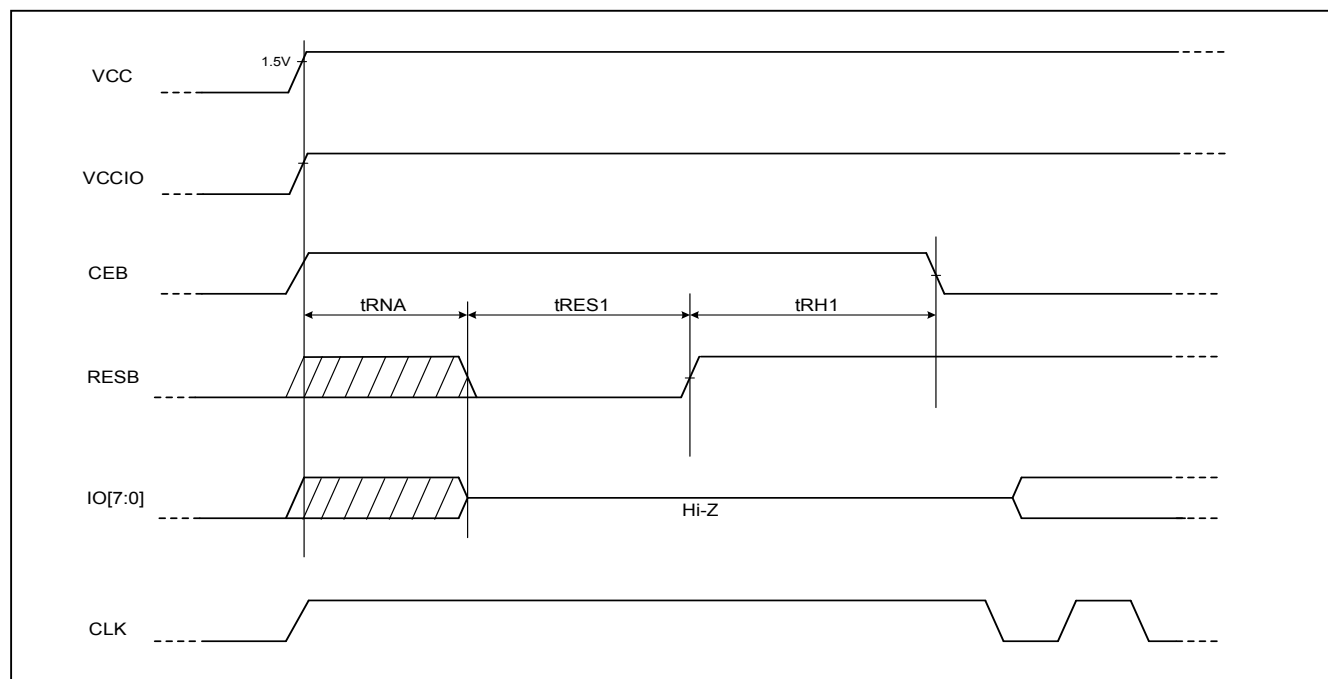 VCC
1.5V
VCCIO
CEB
tRNA tRES1 tRH1
RESB
IO[7:0]
Hi-Z
CLK